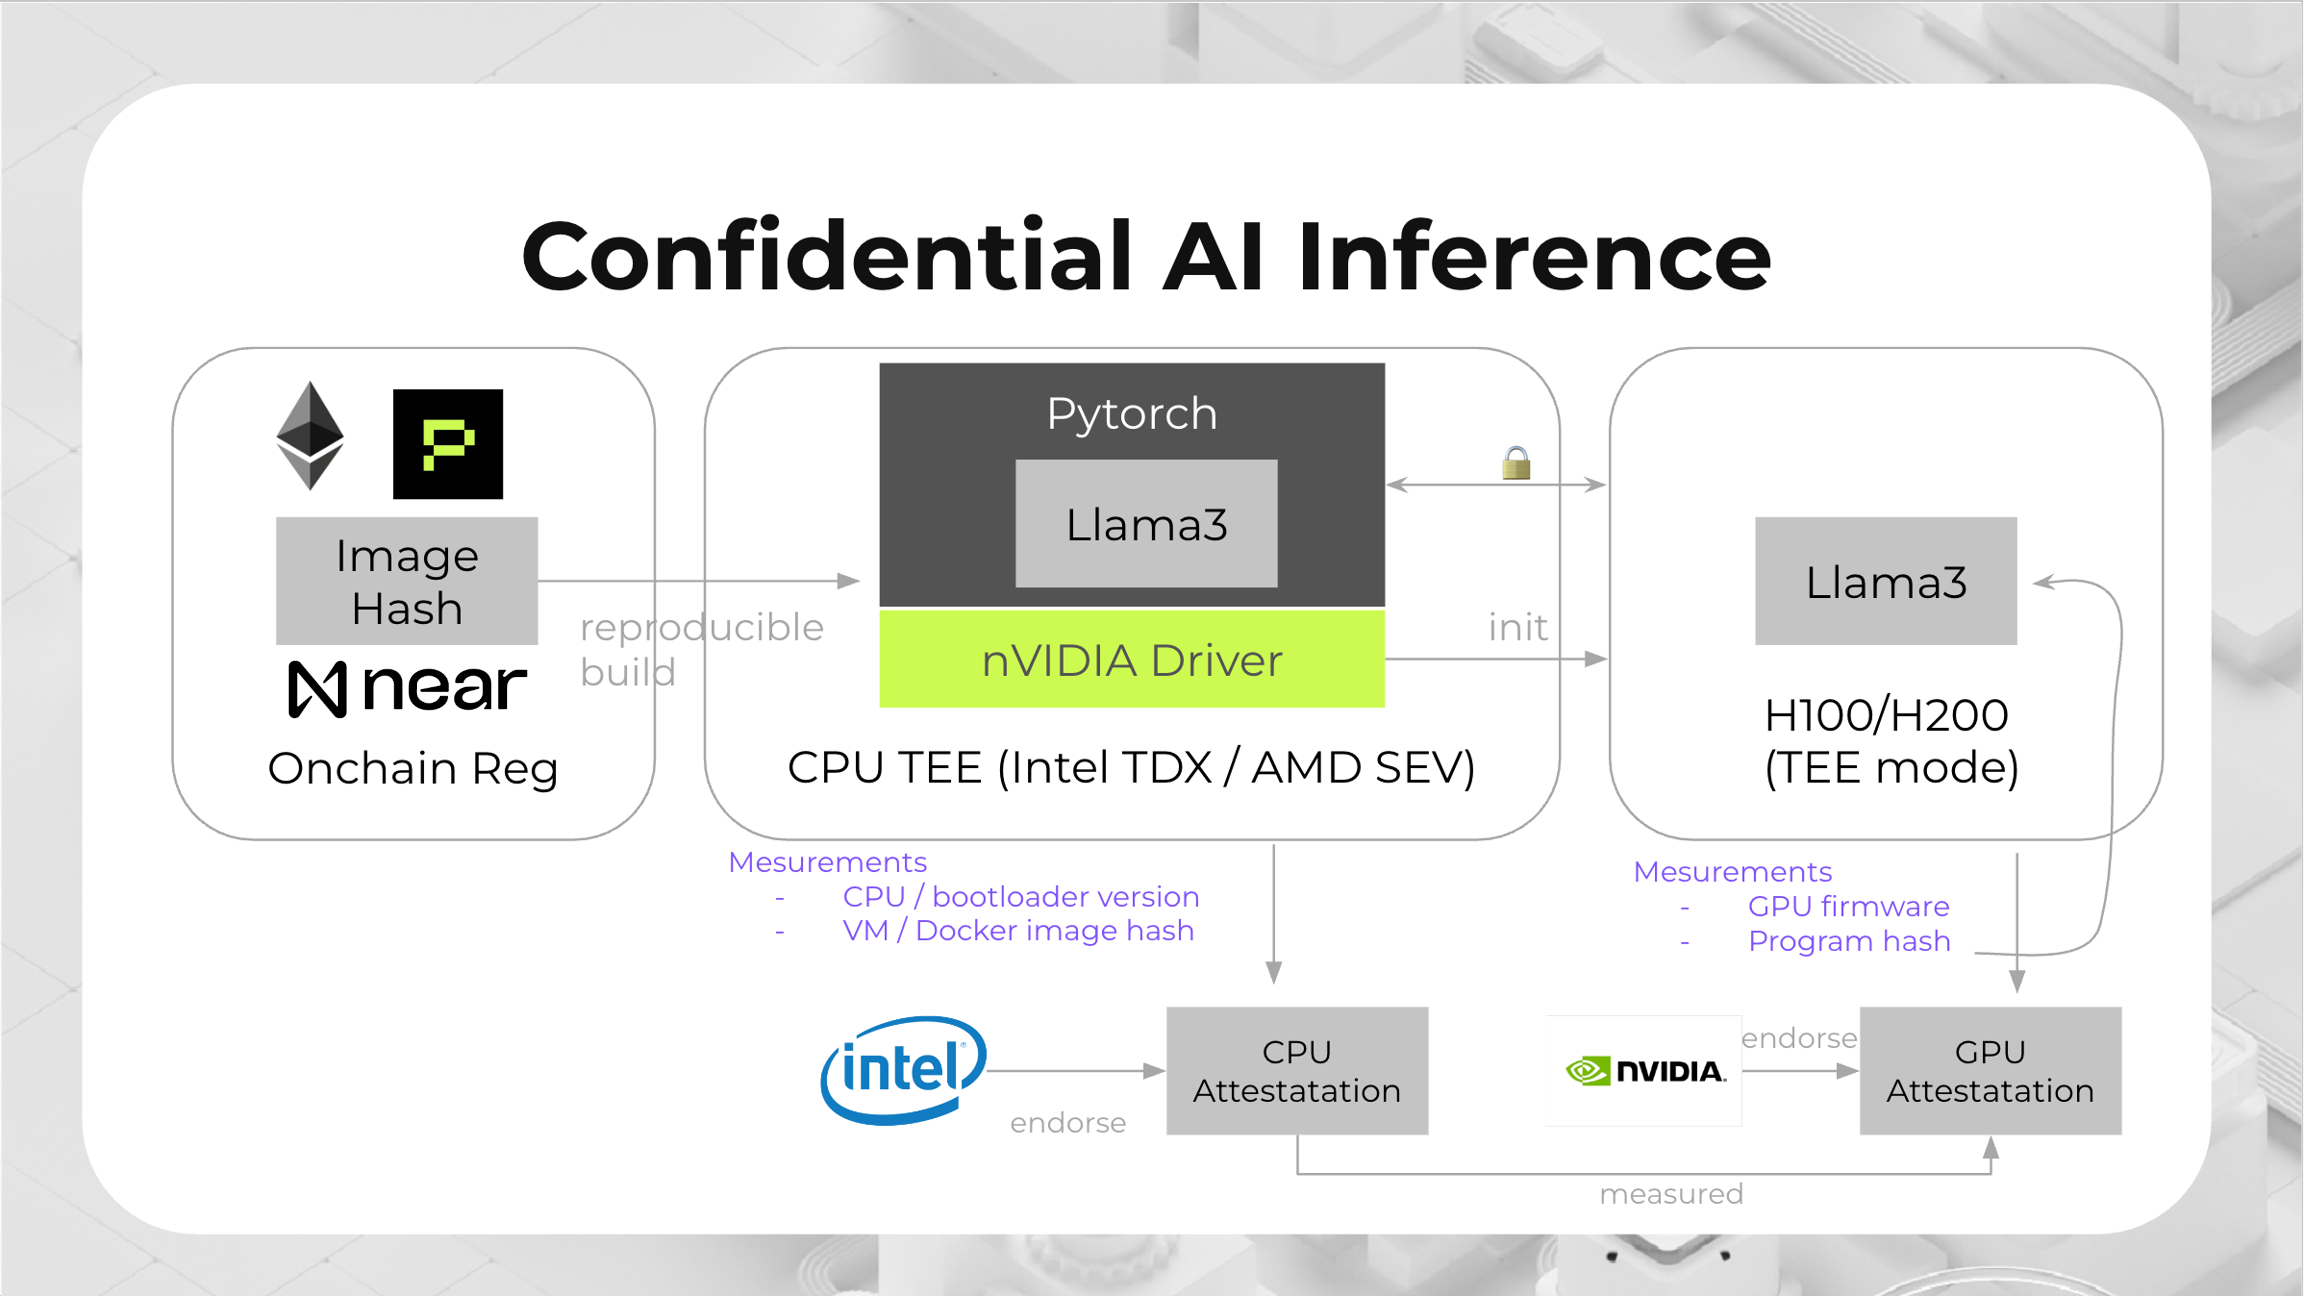 Confidential AI Inference
P
Image
Hash
near
Onchain Reg
reproducible
build
Pytorch
Llama3
nVIDIA Driver
CPU TEE (Intel TDX / AMD SEV)
init
Llama3
H100/H200
(TEE mode)
Mesurements
- CPU / bootloader version
- VM / Docker image hash
Mesurements
- GPU firmware
- Program hash
intel®
endorse
CPU
Attestatation
NVIDIA.
endorse
GPU
Attestatation
measured